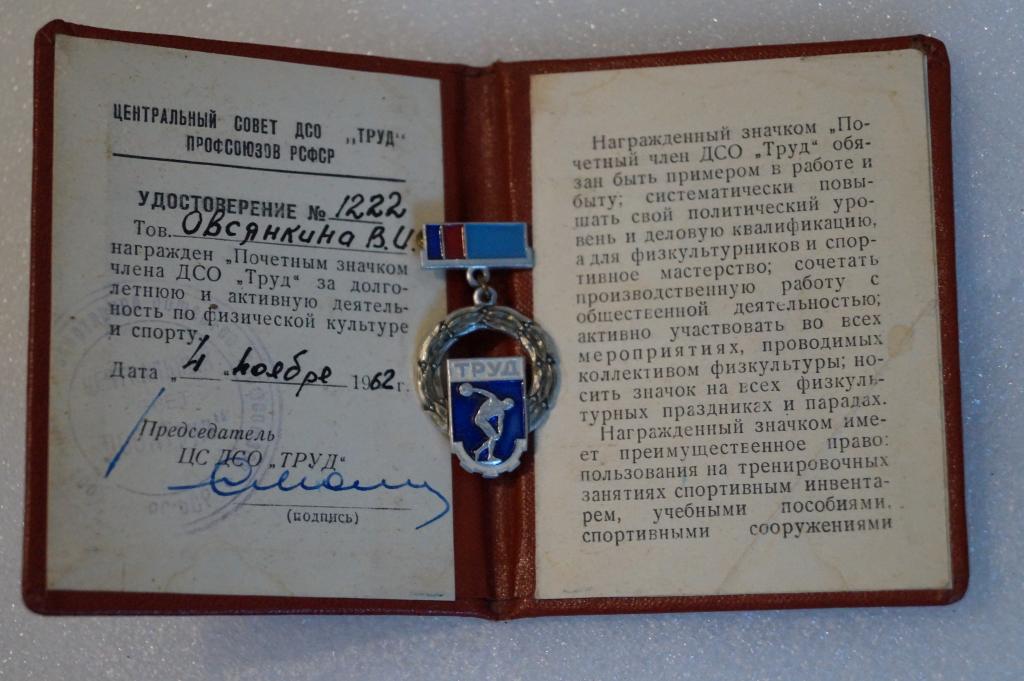 ЦЕНТРАЛЬНЫЙ СОВЕТ ДСО „ТРУД“
ПРОФСОЮЗОВ РСФСР
УДОСТОВЕРЕНИЕ № 1222
Тов. Овсянкина В.И.
награжден „Почетным значком
члена ДСО „Труд“ за долго-
летнюю и активную деятель-
ность по физической культуре
и спорту.
Дата „4„ ноября 1962 г.
Председатель
ЦС ДСО „ТРУД“
(подпись)
ТРУД
Награжденный значком „По-
четный член ДСО „Труд“ обя-
зан быть примером в работе и
быту; систематически повы-
шать свой политический уро-
вень и деловую квалификацию,
а для физкультурников и спор-
тивное мастерство; сочетать
производственную работу с
общественной деятельностью;
активно участвовать во всех
мероприятиях, проводимых
коллективом физкультуры; но-
сить значок на всех физкуль-
турных праздниках и парадах.
Награжденный значком име-
ет преимущественное право:
пользования на тренировочных
занятиях спортивным инвента-
рем, учебными пособиями,
спортивными сооружениями